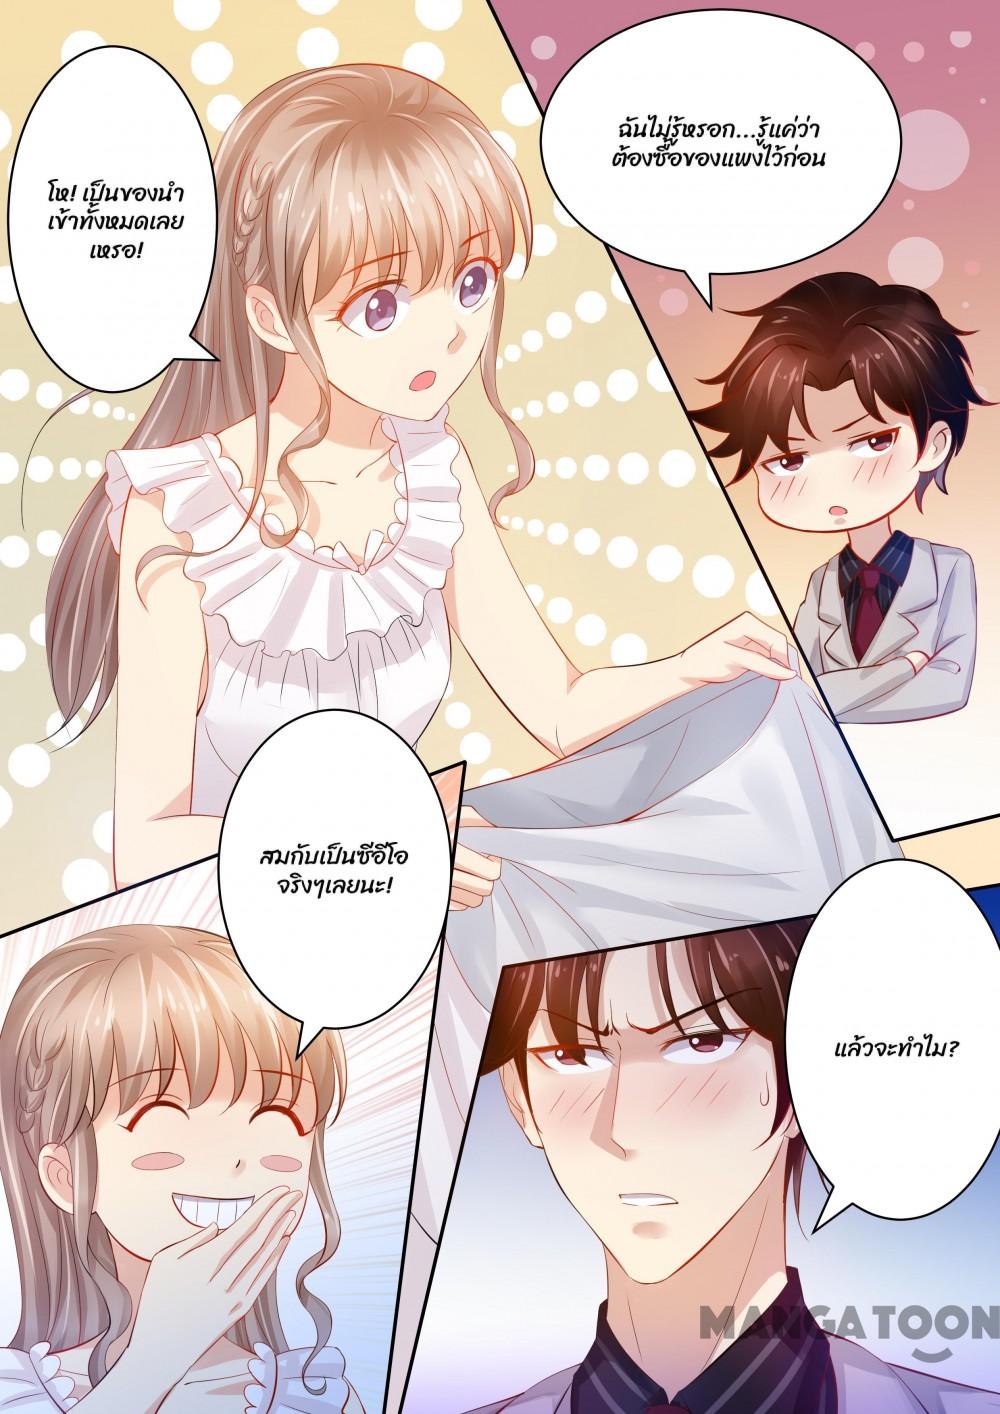 โห! เป็นของนำ
เข้าทั้งหมดเลย
เหรอ!
ฉันไม่รู้หรอก...รู้แค่ว่า
ต้องซื้อของแพงไว้ก่อน
สมกับเป็นซีอีโอ
จริงๆเลยนะ!
แล้วจะทำไม?
MANGATOON